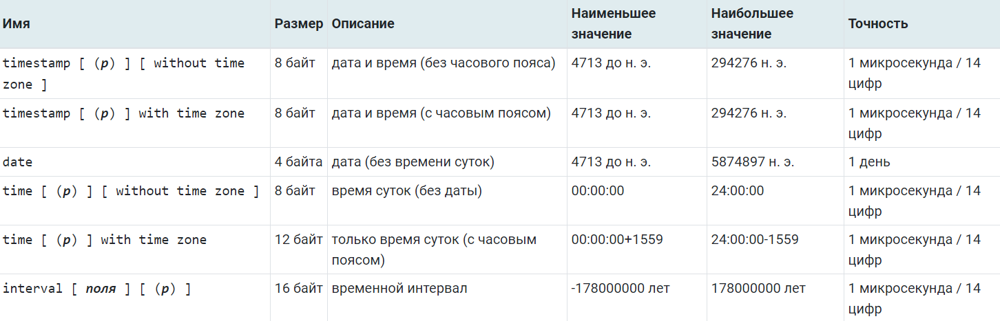 Имя Размер Описание Наименьшее значение Наибольшее значение Точность
timestamp [ (p) ] [ without time zone ] 8 байт дата и время (без часового пояса) 4713 до н. э. 294276 н. э. 1 микросекунда / 14 цифр
timestamp [ (p) ] with time zone 8 байт дата и время (с часовым поясом) 4713 до н. э. 294276 н. э. 1 микросекунда / 14 цифр
date 4 байта дата (без времени суток) 4713 до н. э. 5874897 н. э. 1 день
time [ (p) ] [ without time zone ] 8 байт время суток (без даты) 00:00:00 24:00:00 1 микросекунда / 14 цифр
time [ (p) ] with time zone 12 байт только время суток (с часовым поясом) 00:00:00+1559 24:00:00-1559 1 микросекунда / 14 цифр
interval [ поля ] [ (p) ] 16 байт временной интервал -178000000 лет 178000000 лет 1 микросекунда / 14 цифр